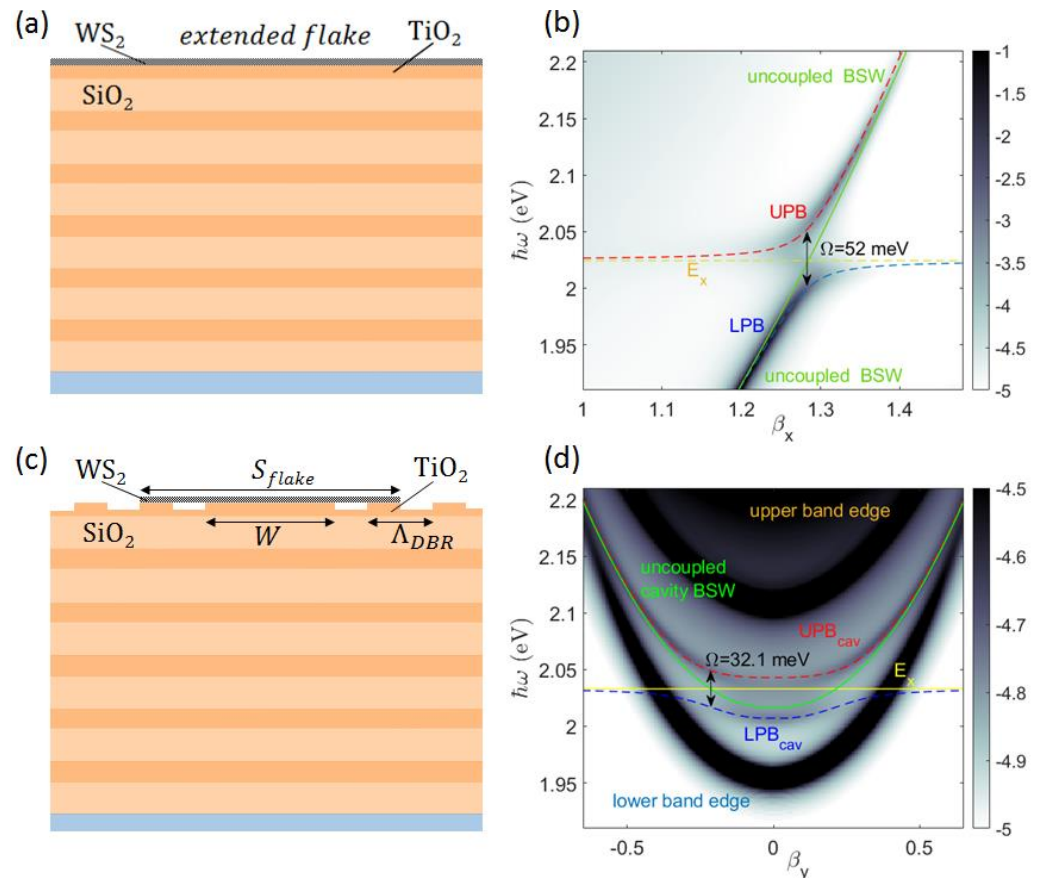 (a)
WS₂
extended flake
TiO₂
SiO₂
(b)
2.2
2.15
2.1
2.05
2
1.95
ħω (eV)
1
1.1
1.2
1.3
1.4
βₓ
uncoupled BSW
UPB
Ω=52 meV
Eₓ
LPB
uncoupled BSW
-1
-1.5
-2
-2.5
-3
-3.5
-4
-4.5
-5
(c)
WS₂
S_flake
TiO₂
SiO₂
W
Λ_DBR
(d)
2.2
2.15
2.1
2.05
2
1.95
ħω (eV)
-0.5
0
0.5
β_y
upper band edge
uncoupled
cavity BSW
UPB_cav
Ω=32.1 meV
Eₓ
LPB_cav
lower band edge
-4.5
-4.6
-4.7
-4.8
-4.9
-5